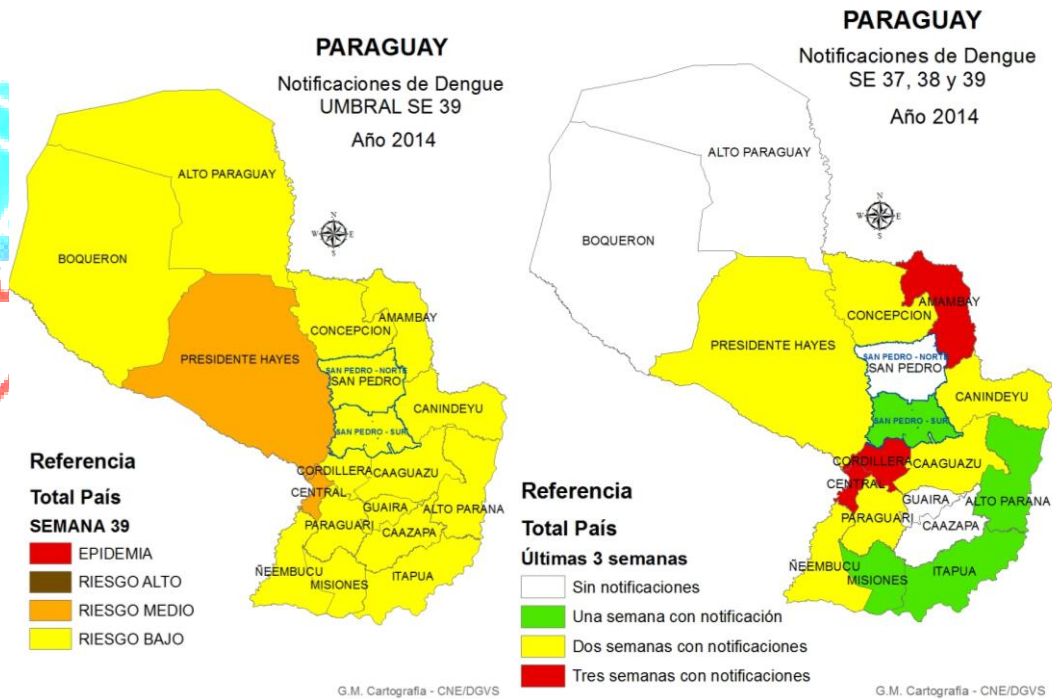 PARAGUAY
Notificaciones de Dengue
UMBRAL SE 39
Año 2014
N
W
E
S
ALTO PARAGUAY
BOQUERON
CONCEPCION
AMAMBAY
PRESIDENTE HAYES
SAN PEDRO - NORTE
SAN PEDRO
CANINDEYU
SAN PEDRO - SUR
CORDILLERA
CAAGUAZU
CENTRAL
GUAIRA
ALTO PARANA
PARAGUARI
CAAZAPA
ÑEEMBUCU
MISIONES
ITAPUA
Referencia
Total País
SEMANA 39
EPIDEMIA
RIESGO ALTO
RIESGO MEDIO
RIESGO BAJO
G.M. Cartografia - CNE/DGVS
PARAGUAY
Notificaciones de Dengue
SE 37, 38 y 39
Año 2014
N
W
E
S
ALTO PARAGUAY
BOQUERON
AMAMBAY
CONCEPCION
PRESIDENTE HAYES
SAN PEDRO - NORTE
SAN PEDRO
CANINDEYU
SAN PEDRO - SUR
CORDILLERA
CAAGUAZU
CENTRAL
GUAIRA
ALTO PARANA
PARAGUARI
CAAZAPA
ÑEEMBUCU
MISIONES
ITAPUA
Referencia
Total País
Últimas 3 semanas
Sin notificaciones
Una semana con notificación
Dos semanas con notificaciones
Tres semanas con notificaciones
G.M. Cartografia - CNE/DGVS